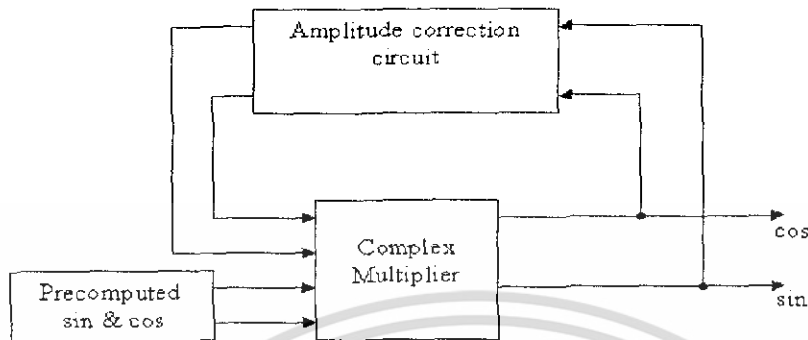 Amplitude correction
circuit
Complex
Multiplier
cos
sin
Precomputed
sin & cos